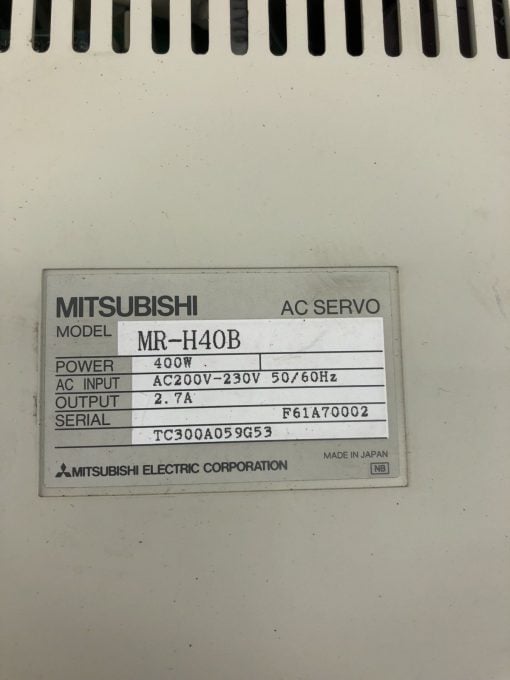 MITSUBISHI AC SERVO
MODEL MR-H40B
POWER 400W
AC INPUT AC200V-230V 50/60Hz
OUTPUT 2.7A
SERIAL F61A70002
TC300A059G53
MITSUBISHI ELECTRIC CORPORATION MADE IN JAPAN
NB